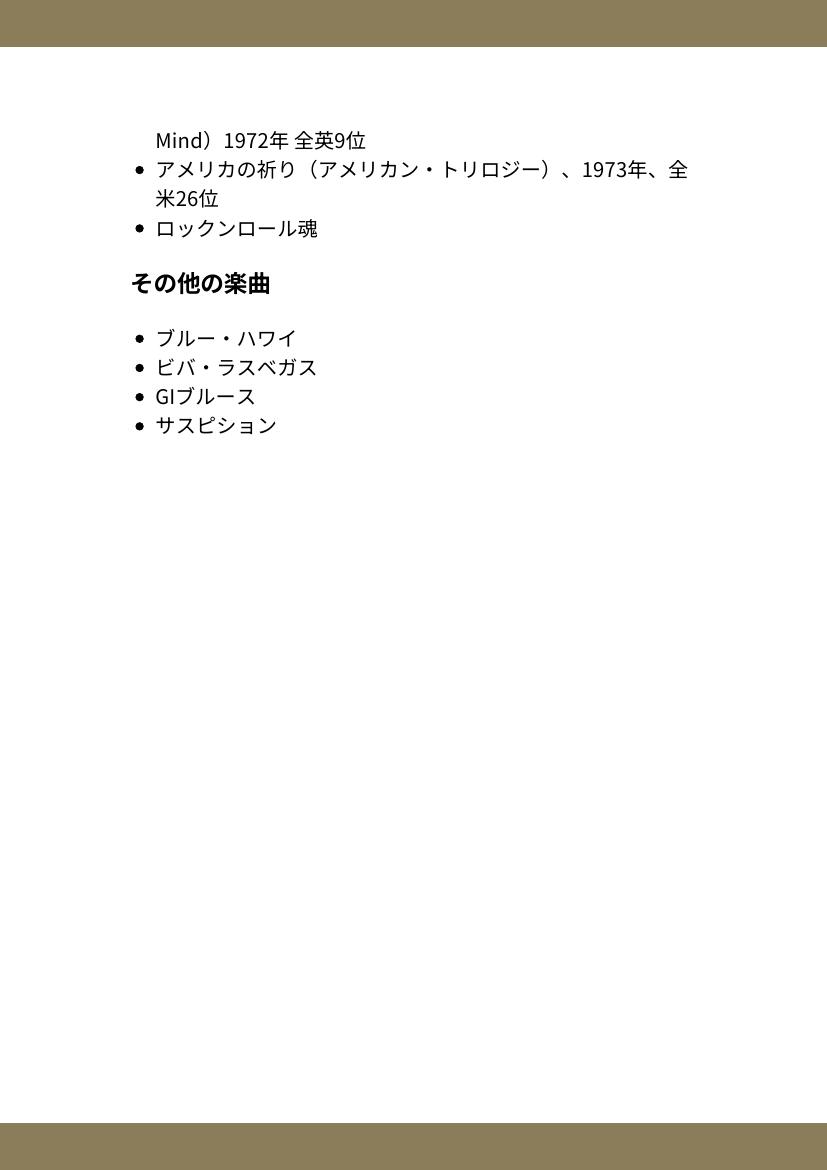 Mind）1972年 全英9位
アメリカの祈り（アメリカン・トリロジー）、1973年、全
米26位
ロックンロール魂
その他の楽曲
ブルー・ハワイ
ビバ・ラスベガス
GIブルース
サスピション